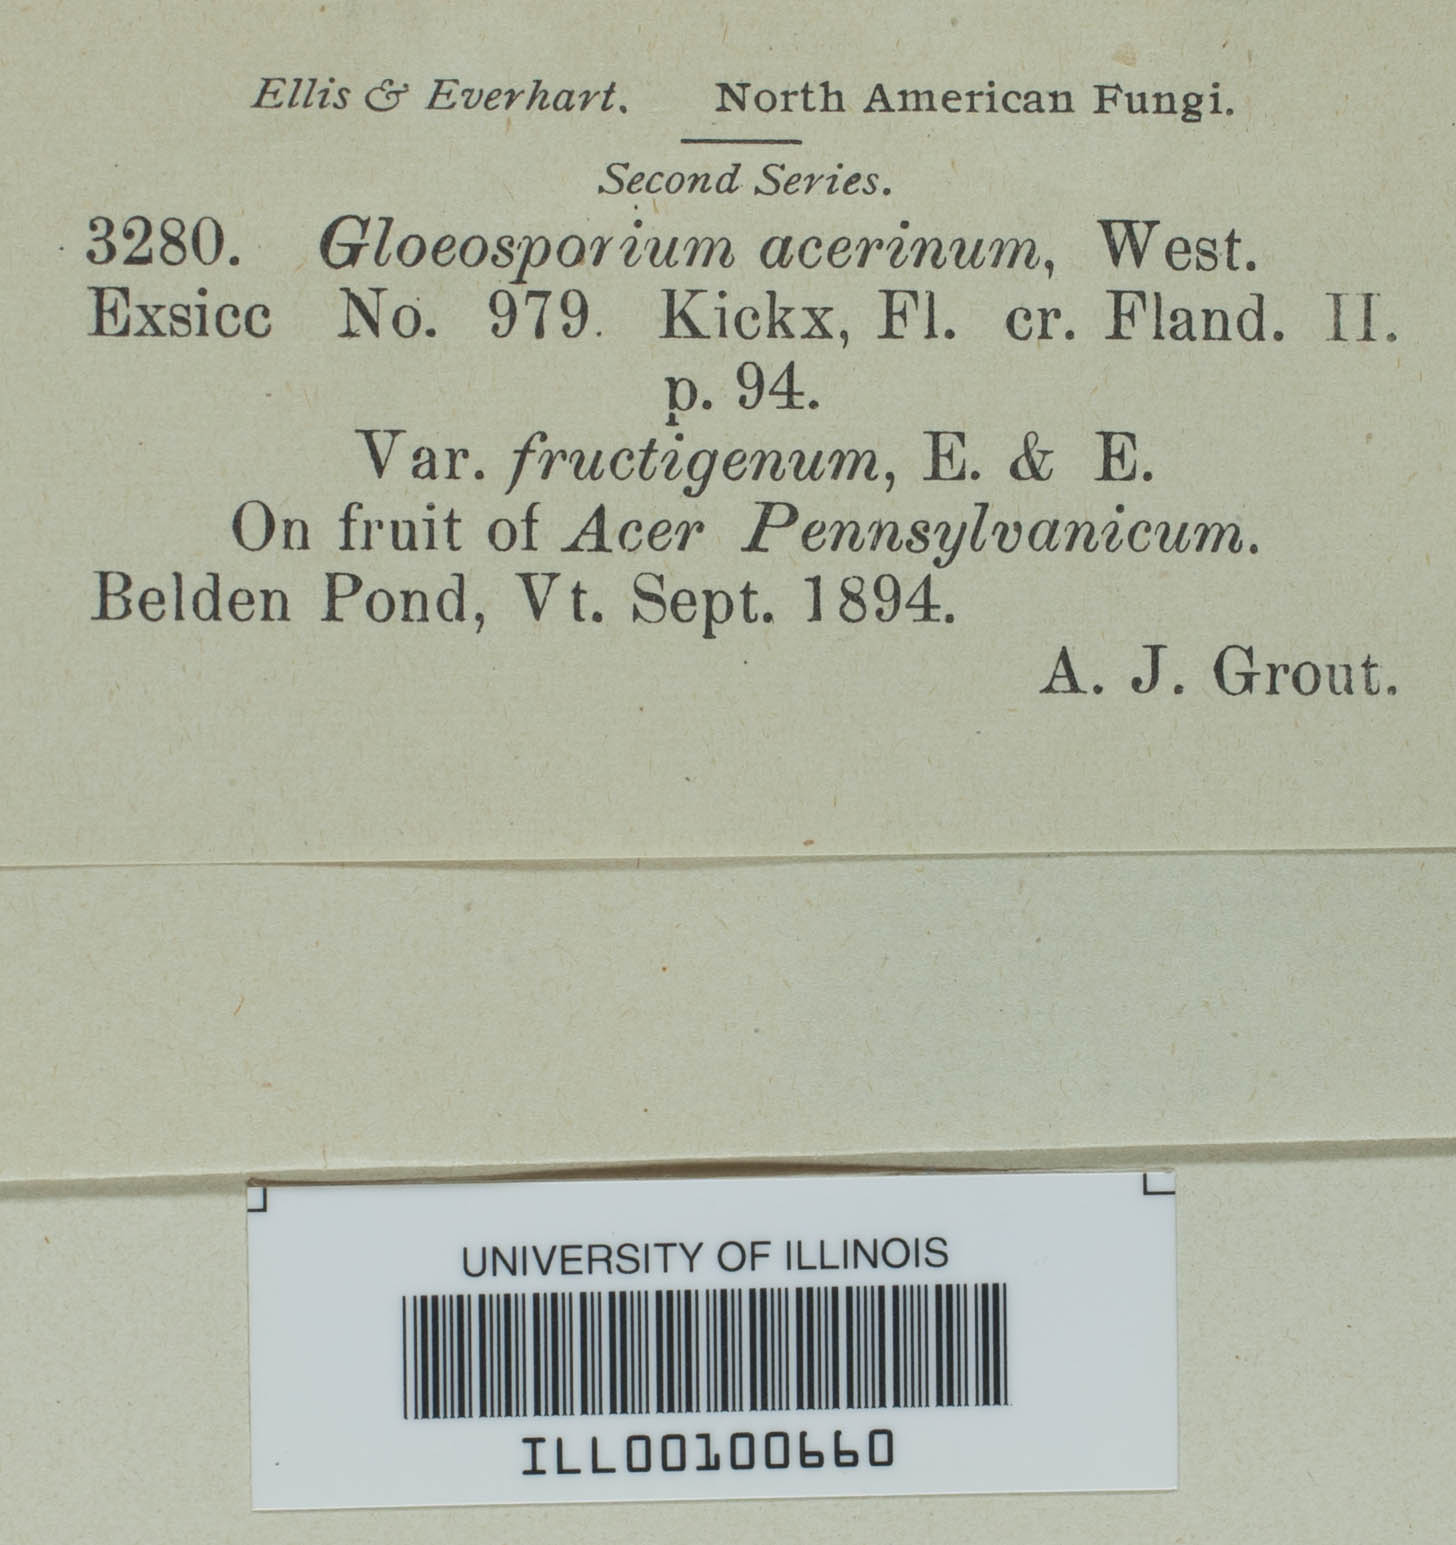 Ellis & Everhart. North American Fungi.
Second Series.
3280. Gloeosporium acerinum, West.
Exsicc No. 979. Kickx, Fl. cr. Fland. II.
p. 94.
Var. fructigenum, E. & E.
On fruit of Acer Pennsylvanicum.
Belden Pond, Vt. Sept. 1894.
A. J. Grout.
UNIVERSITY OF ILLINOIS
ILL00100660